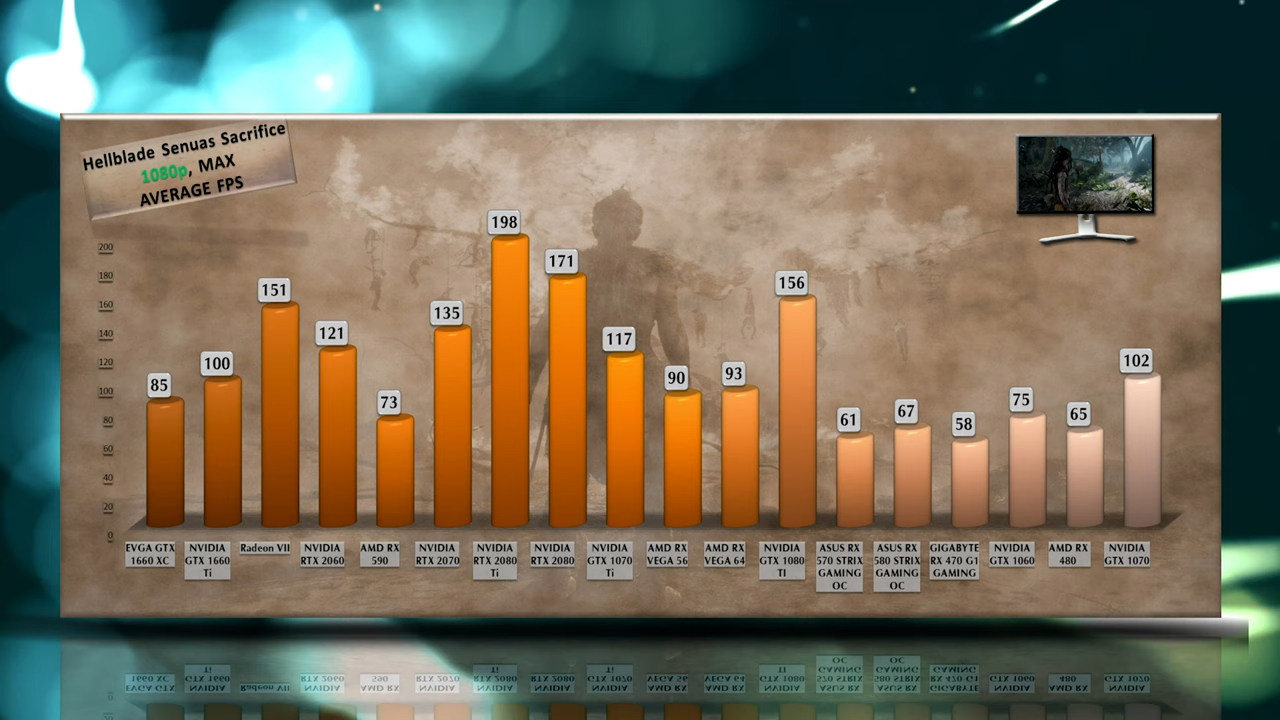 Hellblade Senuas Sacrifice
1080p, MAX
AVERAGE FPS
200
180
160
140
120
100
80
60
40
20
0
85
100
151
121
73
135
198
171
117
90
93
156
61
67
58
75
65
102
EVGA GTX
1660 XC
NVIDIA
GTX 1660
Ti
Radeon VII
NVIDIA
RTX 2060
AMD RX
590
NVIDIA
RTX 2070
NVIDIA
RTX 2080
Ti
NVIDIA
RTX 2080
NVIDIA
GTX 1070
Ti
AMD RX
VEGA 56
AMD RX
VEGA 64
NVIDIA
GTX 1080
TI
ASUS RX
570 STRIX
GAMING
OC
ASUS RX
580 STRIX
GAMING
OC
GIGABYTE
RX 470 G1
GAMING
NVIDIA
GTX 1060
AMD RX
480
NVIDIA
GTX 1070